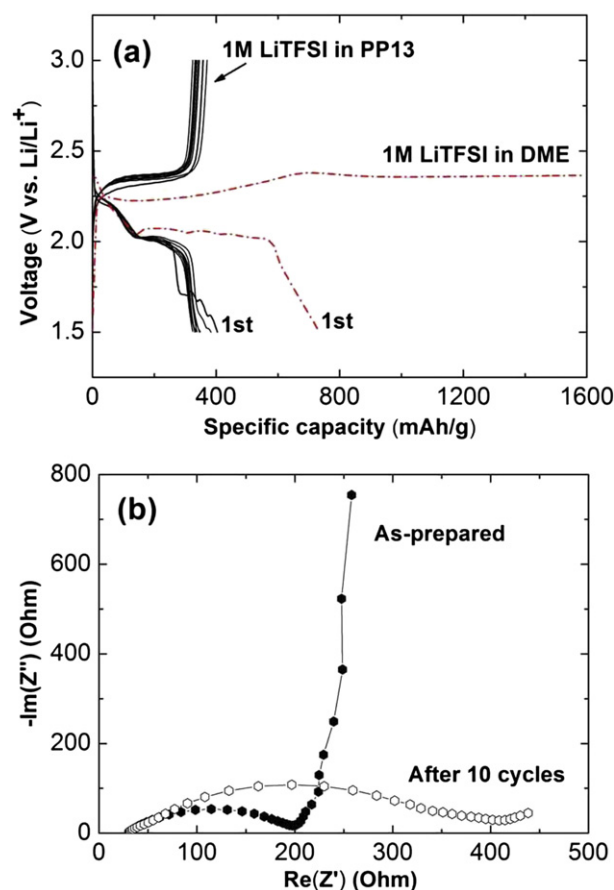 (a)
1M LiTFSI in PP13
1M LiTFSI in DME
1st
1st
Voltage (V vs. Li/Li⁺)
3.0
2.5
2.0
1.5
0
400
800
1200
1600
Specific capacity (mAh/g)
(b)
As-prepared
After 10 cycles
-Im(Z'') (Ohm)
800
600
400
200
0
0
100
200
300
400
500
Re(Z') (Ohm)